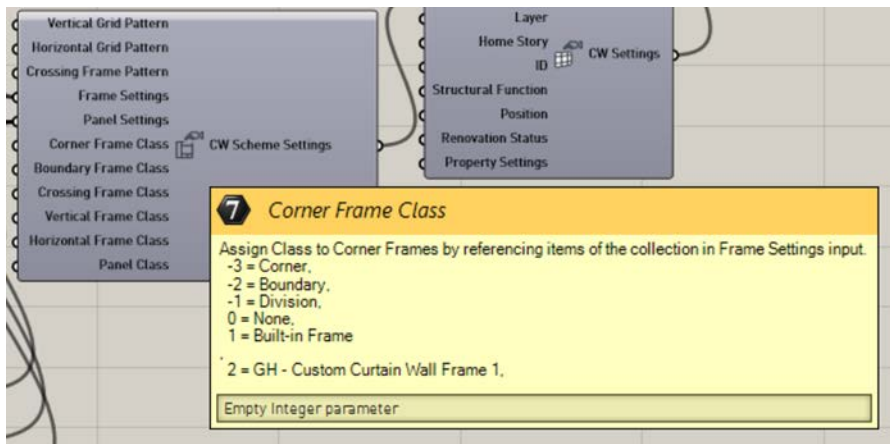 Vertical Grid Pattern
Horizontal Grid Pattern
Crossing Frame Pattern
Frame Settings
Panel Settings
Corner Frame Class
Boundary Frame Class
Crossing Frame Class
Vertical Frame Class
Horizontal Frame Class
Panel Class
CW Scheme Settings
Layer
Home Story
ID
Structural Function
Position
Renovation Status
Property Settings
CW Settings
7 Corner Frame Class
Assign Class to Corner Frames by referencing items of the collection in Frame Settings input.
-3 = Corner,
-2 = Boundary,
-1 = Division,
0 = None,
1 = Built-in Frame
,
2 = GH - Custom Curtain Wall Frame 1,
Empty Integer parameter